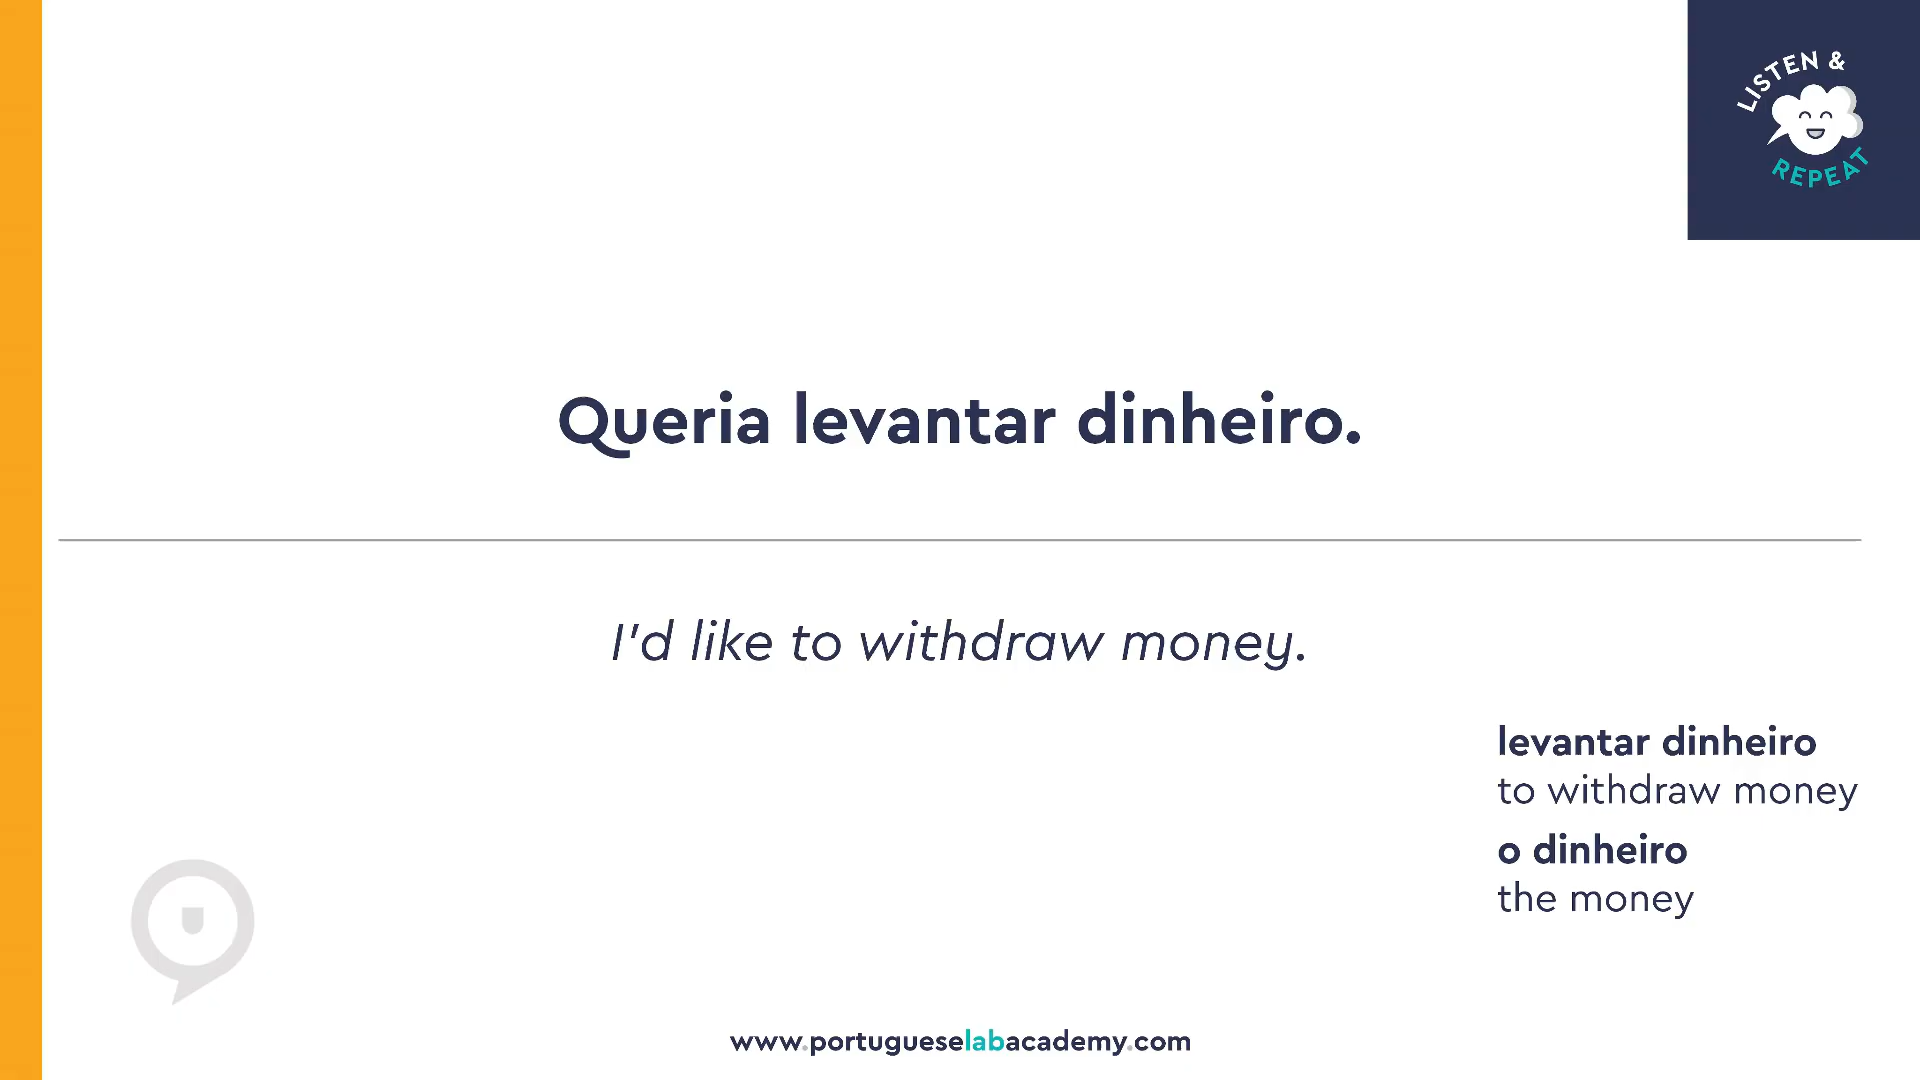 LISTEN &
REPEAT
Queria levantar dinheiro.
I'd like to withdraw money.
levantar dinheiro
to withdraw money
o dinheiro
the money
www.portugueselabacademy.com